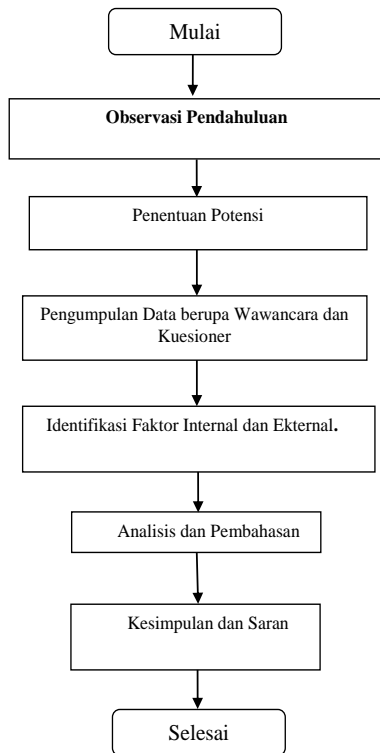 Mulai
Observasi Pendahuluan
Penentuan Potensi
Pengumpulan Data berupa Wawancara dan
Kuesioner
Identifikasi Faktor Internal dan Ekternal.
Analisis dan Pembahasan
Kesimpulan dan Saran
Selesai